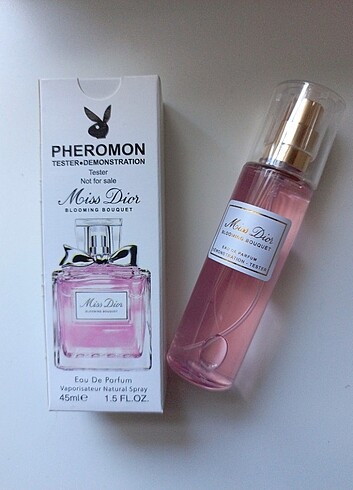 PHEROMON
TESTER●DEMONSTRATION
Tester
Not for sale
Miss Dior
BLOOMING BOUQUET
Miss Dior
BLOOMING BOUQUET
Eau De Parfum
Vaporisateur Natural Spray
45ml℮ 1.5 FL.OZ.
Miss Dior
BLOOMING BOUQUET
EAU DE PARFUM
DEMONSTRATION - TESTER